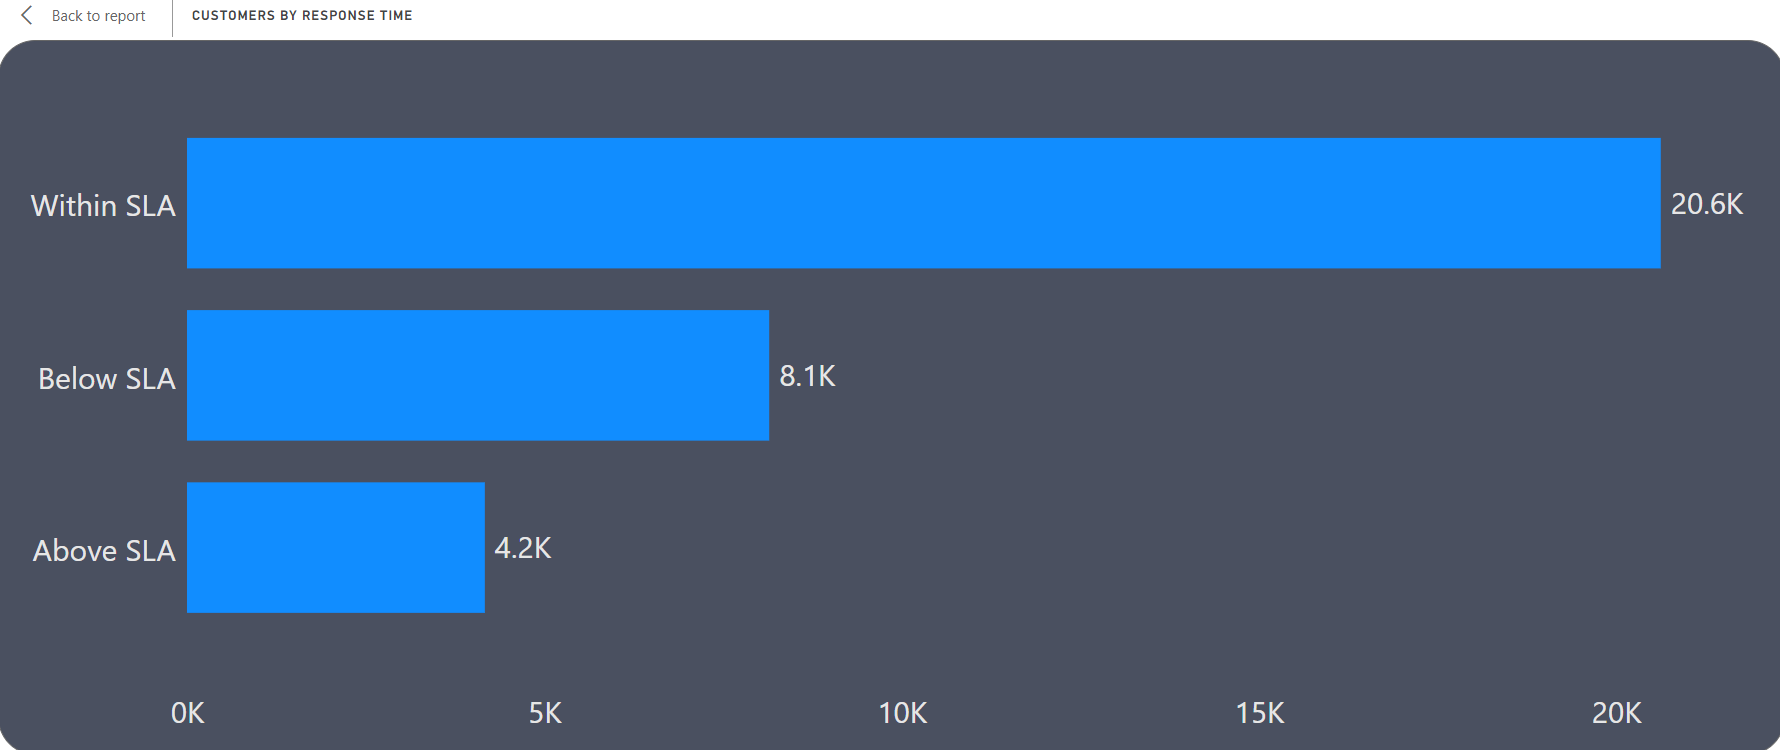 Back to report
CUSTOMERS BY RESPONSE TIME
Within SLA 20.6K
Below SLA 8.1K
Above SLA 4.2K
0K 5K 10K 15K 20K